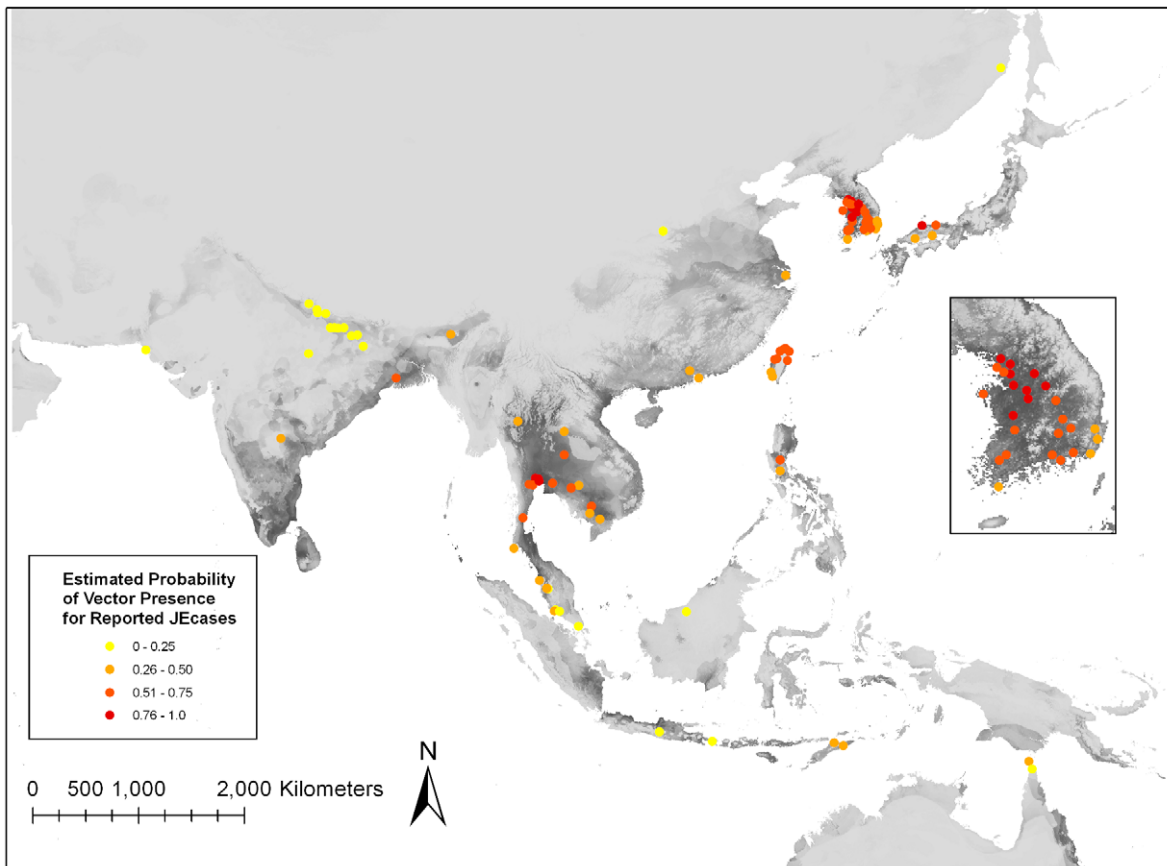 N
Estimated Probability
of Vector Presence
for Reported JEcases
0 - 0.25
0.26 - 0.50
0.51 - 0.75
0.76 - 1.0
0 500 1,000 2,000 Kilometers